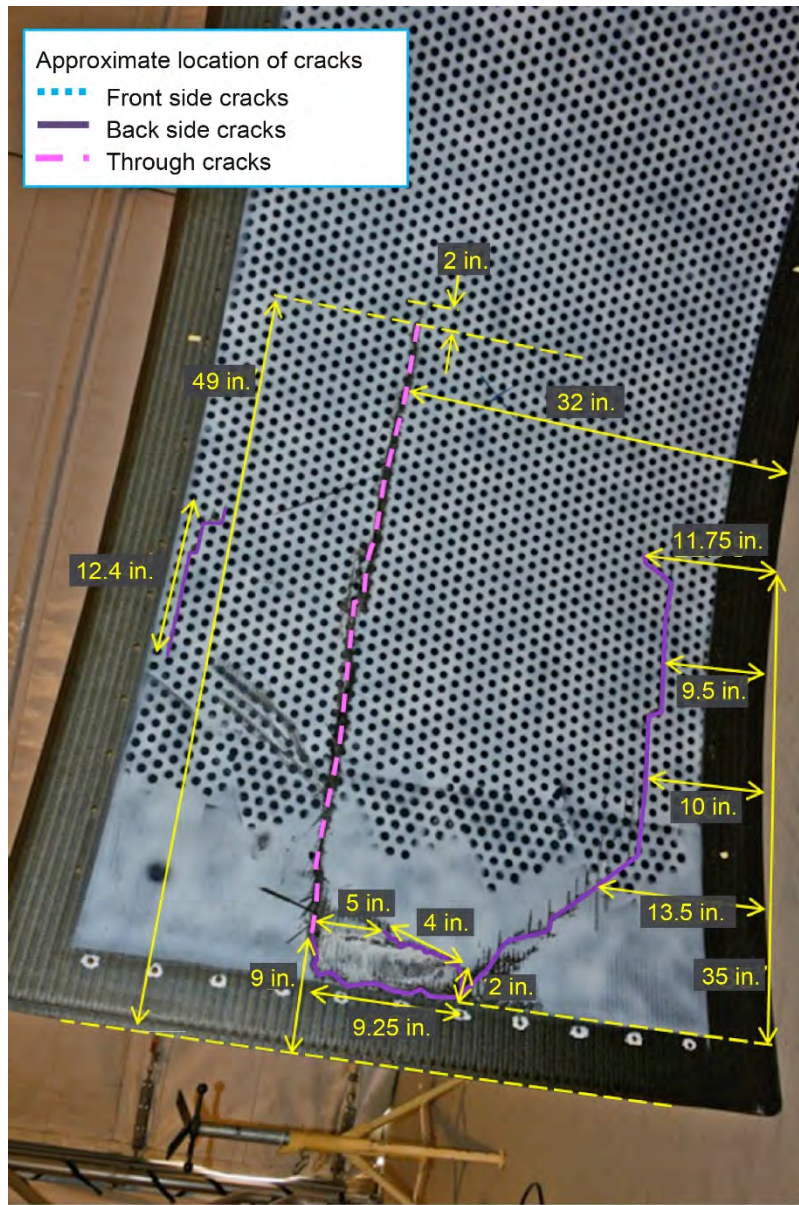 Approximate location of cracks
Front side cracks
Back side cracks
Through cracks
2 in.
49 in.
32 in.
11.75 in.
12.4 in.
9.5 in.
10 in.
5 in.
4 in.
13.5 in.
9 in.
2 in.
35 in.
9.25 in.